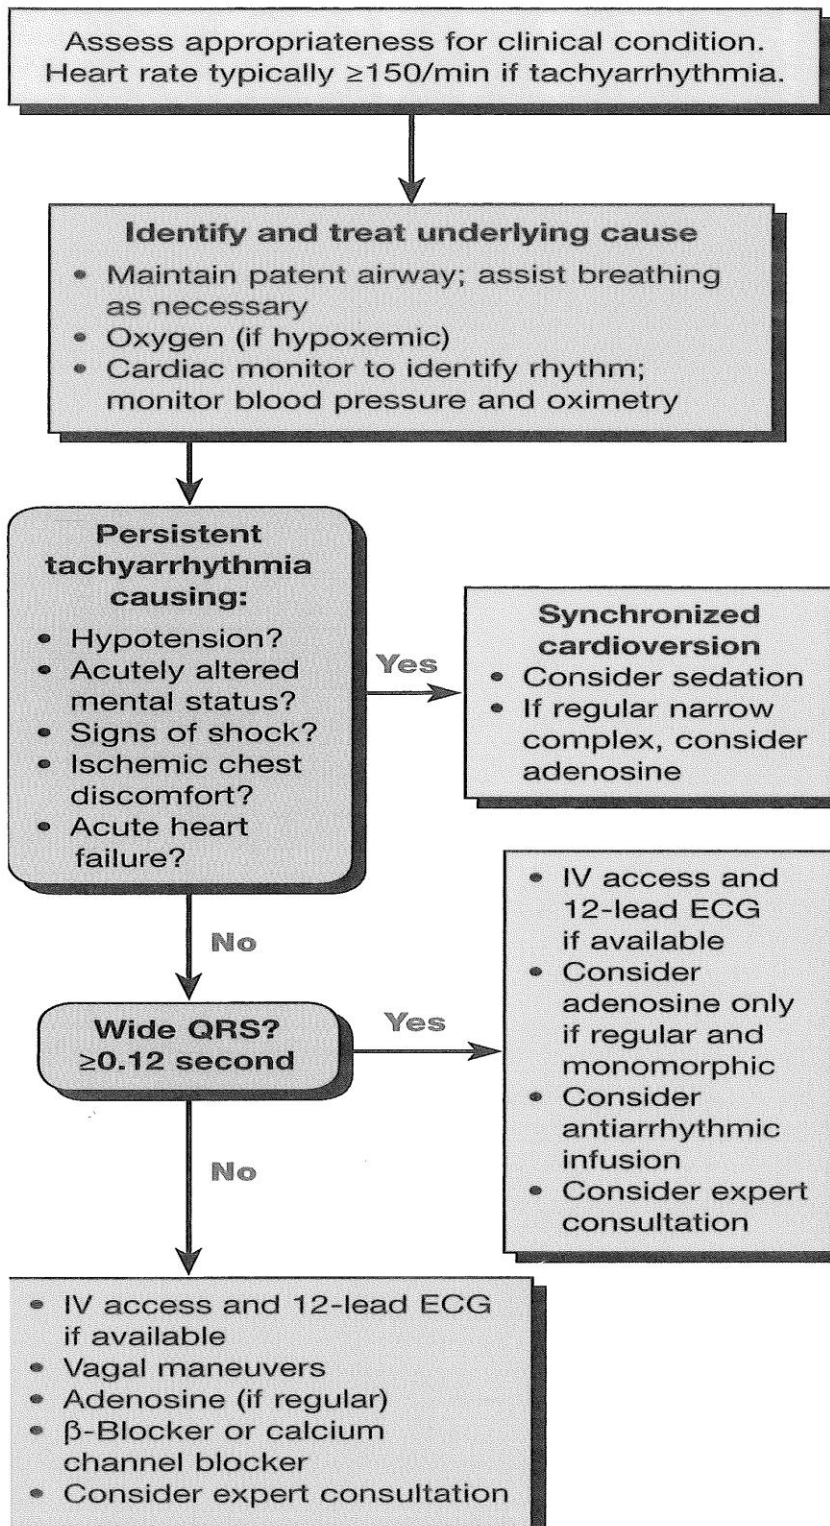 Assess appropriateness for clinical condition.
Heart rate typically ≥150/min if tachyarrhythmia.
Identify and treat underlying cause
• Maintain patent airway; assist breathing
as necessary
• Oxygen (if hypoxemic)
• Cardiac monitor to identify rhythm;
monitor blood pressure and oximetry
Persistent
tachyarrhythmia
causing:
• Hypotension?
• Acutely altered
mental status?
• Signs of shock?
• Ischemic chest
discomfort?
• Acute heart
failure?
Yes
Synchronized
cardioversion
• Consider sedation
• If regular narrow
complex, consider
adenosine
No
Wide QRS?
≥0.12 second
Yes
• IV access and
12-lead ECG
if available
• Consider
adenosine only
if regular and
monomorphic
• Consider
antiarrhythmic
infusion
• Consider expert
consultation
No
• IV access and 12-lead ECG
if available
• Vagal maneuvers
• Adenosine (if regular)
• β-Blocker or calcium
channel blocker
• Consider expert consultation